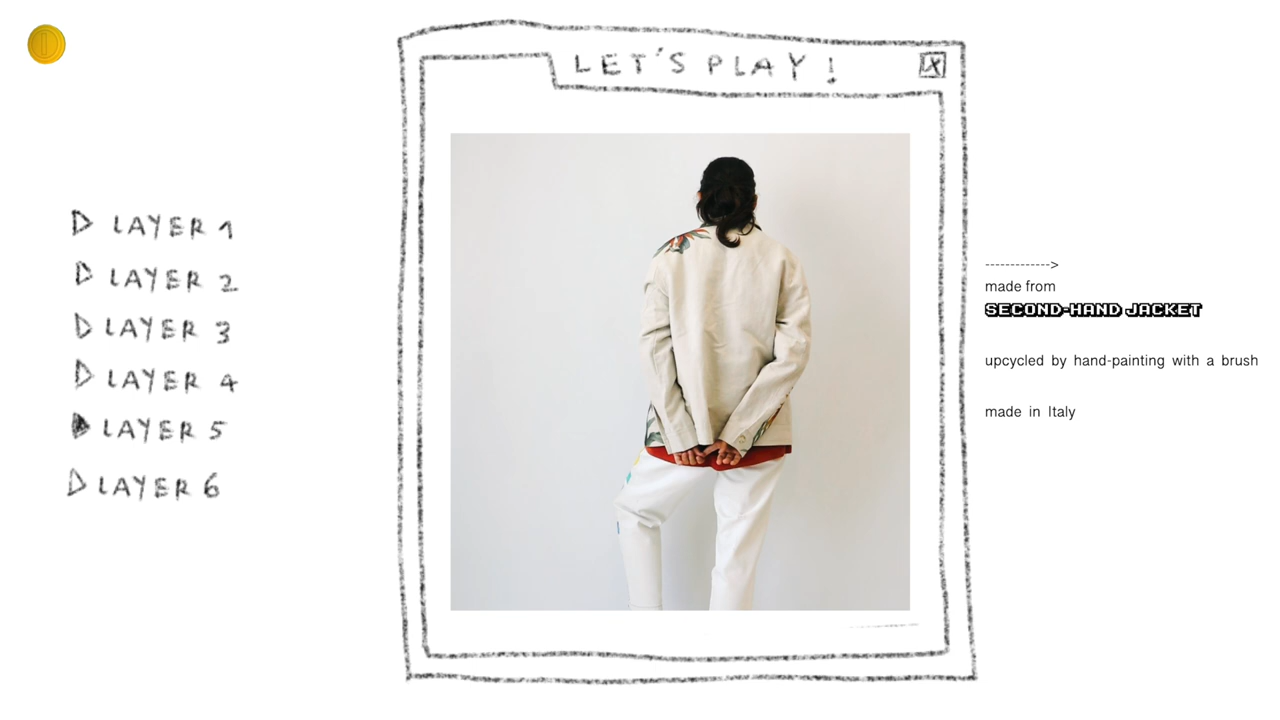 LET'S PLAY!
LAYER 1
LAYER 2
LAYER 3
LAYER 4
LAYER 5
LAYER 6
------------->
made from
SECOND-HAND JACKET
upcycled by hand-painting with a brush
made in Italy